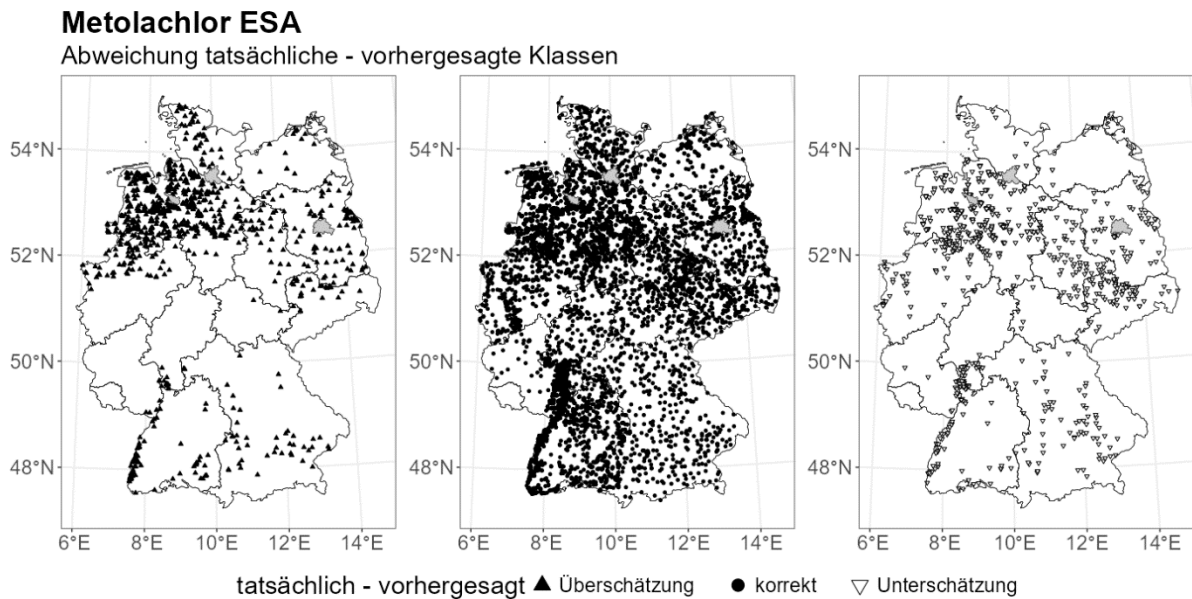 Metolachlor ESA
Abweichung tatsächliche - vorhergesagte Klassen
54°N
52°N
50°N
48°N
6°E 8°E 10°E 12°E 14°E
54°N
52°N
50°N
48°N
6°E 8°E 10°E 12°E 14°E
54°N
52°N
50°N
48°N
6°E 8°E 10°E 12°E 14°E
tatsächlich - vorhergesagt Überschätzung korrekt Unterschätzung